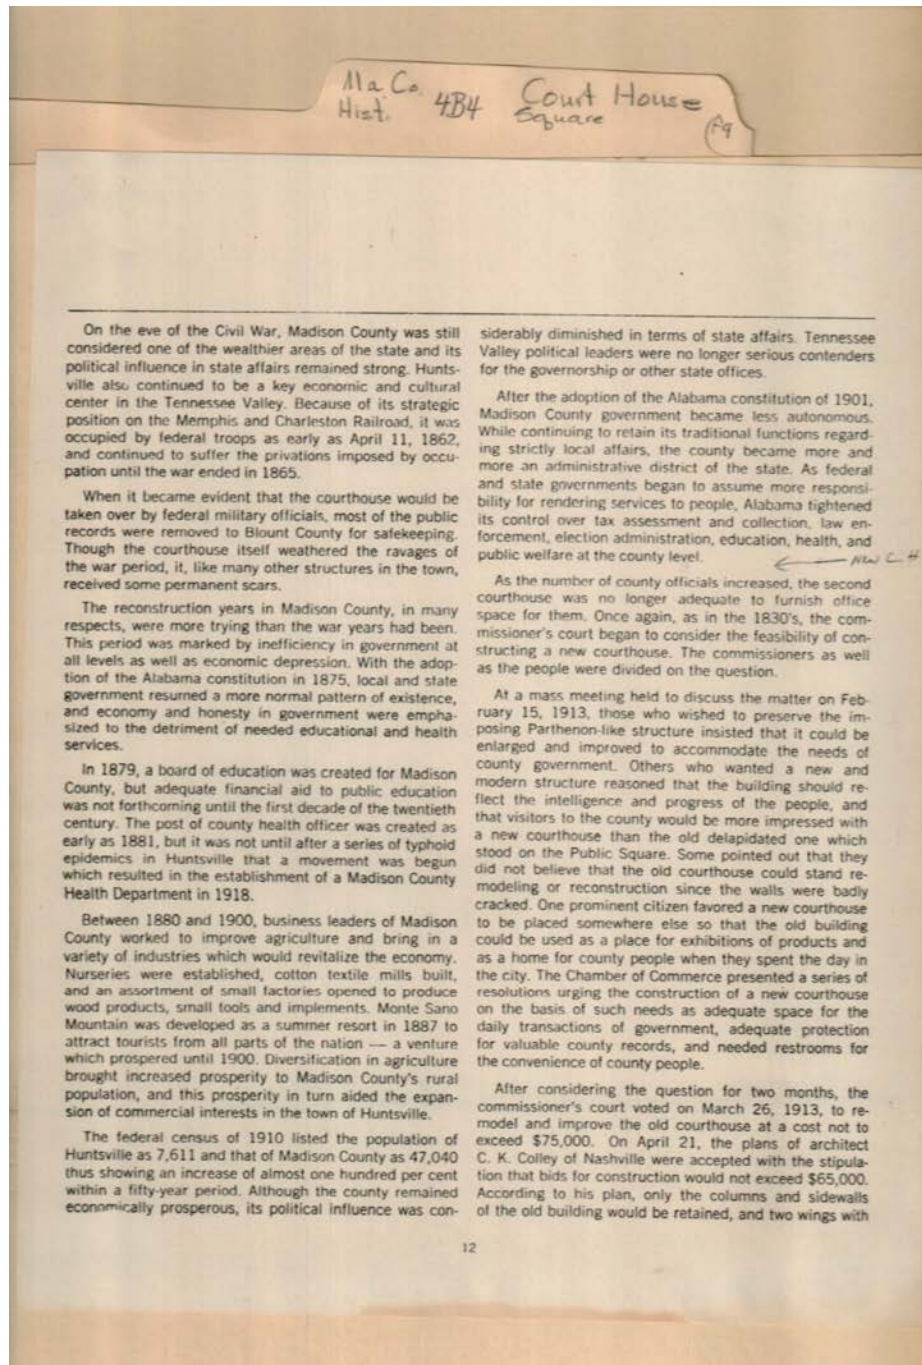 Ma. Co. 4B4 Court House
Hist. Square
On the eve of the Civil War, Madison County was still
considered one of the wealthier areas of the state and its
political influence in state affairs remained strong. Hunts-
ville also continued to be a key economic and cultural
center in the Tennessee Valley. Because of its strategic
position on the Memphis and Charleston Railroad, it was
occupied by federal troops as early as April 11, 1862,
and continued to suffer the privations imposed by occu-
pation until the war ended in 1865.
When it became evident that the courthouse would be
taken over by federal military officials, most of the public
records were removed to Blount County for safekeeping.
Though the courthouse itself weathered the ravages of
the war period, it, like many other structures in the town,
received some permanent scars.
The reconstruction years in Madison County, in many
respects, were more trying than the war years had been.
This period was marked by inefficiency in government at
all levels as well as economic depression. With the adop-
tion of the Alabama constitution in 1875, local and state
government resumed a more normal pattern of existence,
and economy and honesty in government were empha-
sized to the detriment of needed educational and health
services.
In 1879, a board of education was created for Madison
County, but adequate financial aid to public education
was not forthcoming until the first decade of the twentieth
century. The post of county health officer was created as
early as 1881, but it was not until after a series of typhoid
epidemics in Huntsville that a movement was begun
which resulted in the establishment of a Madison County
Health Department in 1918.
Between 1880 and 1900, business leaders of Madison
County worked to improve agriculture and bring in a
variety of industries which would revitalize the economy.
Nurseries were established, cotton textile mills built,
and an assortment of small factories opened to produce
wood products, small tools and implements. Monte Sano
Mountain was developed as a summer resort in 1887 to
attract tourists from all parts of the nation — a venture
which prospered until 1900. Diversification in agriculture
brought increased prosperity to Madison County's rural
population, and this prosperity in turn aided the expan-
sion of commercial interests in the town of Huntsville.
The federal census of 1910 listed the population of
Huntsville as 7,611 and that of Madison County as 47,040
thus showing an increase of almost one hundred per cent
within a fifty-year period. Although the county remained
economically prosperous, its political influence was con-
siderably diminished in terms of state affairs. Tennessee
Valley political leaders were no longer serious contenders
for the governorship or other state offices.
After the adoption of the Alabama constitution of 1901,
Madison County government became less autonomous.
While continuing to retain its traditional functions regard-
ing strictly local affairs, the county became more and
more an administrative district of the state. As federal
and state governments began to assume more responsi-
bility for rendering services to people, Alabama tightened
its control over tax assessment and collection, law en-
forcement, election administration, education, health, and
public welfare at the county level. New C H
As the number of county officials increased, the second
courthouse was no longer adequate to furnish office
space for them. Once again, as in the 1830's, the com-
missioner's court began to consider the feasibility of con-
structing a new courthouse. The commissioners as well
as the people were divided on the question.
At a mass meeting held to discuss the matter on Feb-
ruary 15, 1913, those who wished to preserve the im-
posing Parthenon-like structure insisted that it could be
enlarged and improved to accommodate the needs of
county government. Others who wanted a new and
modern structure reasoned that the building should re-
flect the intelligence and progress of the people, and
that visitors to the county would be more impressed with
a new courthouse than the old delapidated one which
stood on the Public Square. Some pointed out that they
did not believe that the old courthouse could stand re-
modeling or reconstruction since the walls were badly
cracked. One prominent citizen favored a new courthouse
to be placed somewhere else so that the old building
could be used as a place for exhibitions of products and
as a home for county people when they spent the day in
the city. The Chamber of Commerce presented a series of
resolutions urging the construction of a new courthouse
on the basis of such needs as adequate space for the
daily transactions of government, adequate protection
for valuable county records, and needed restrooms for
the convenience of county people.
After considering the question for two months, the
commissioner's court voted on March 26, 1913, to re-
model and improve the old courthouse at a cost not to
exceed $75,000. On April 21, the plans of architect
C. K. Colley of Nashville were accepted with the stipula-
tion that bids for construction would not exceed $65,000.
According to his plan, only the columns and sidewalls
of the old building would be retained, and two wings with
12